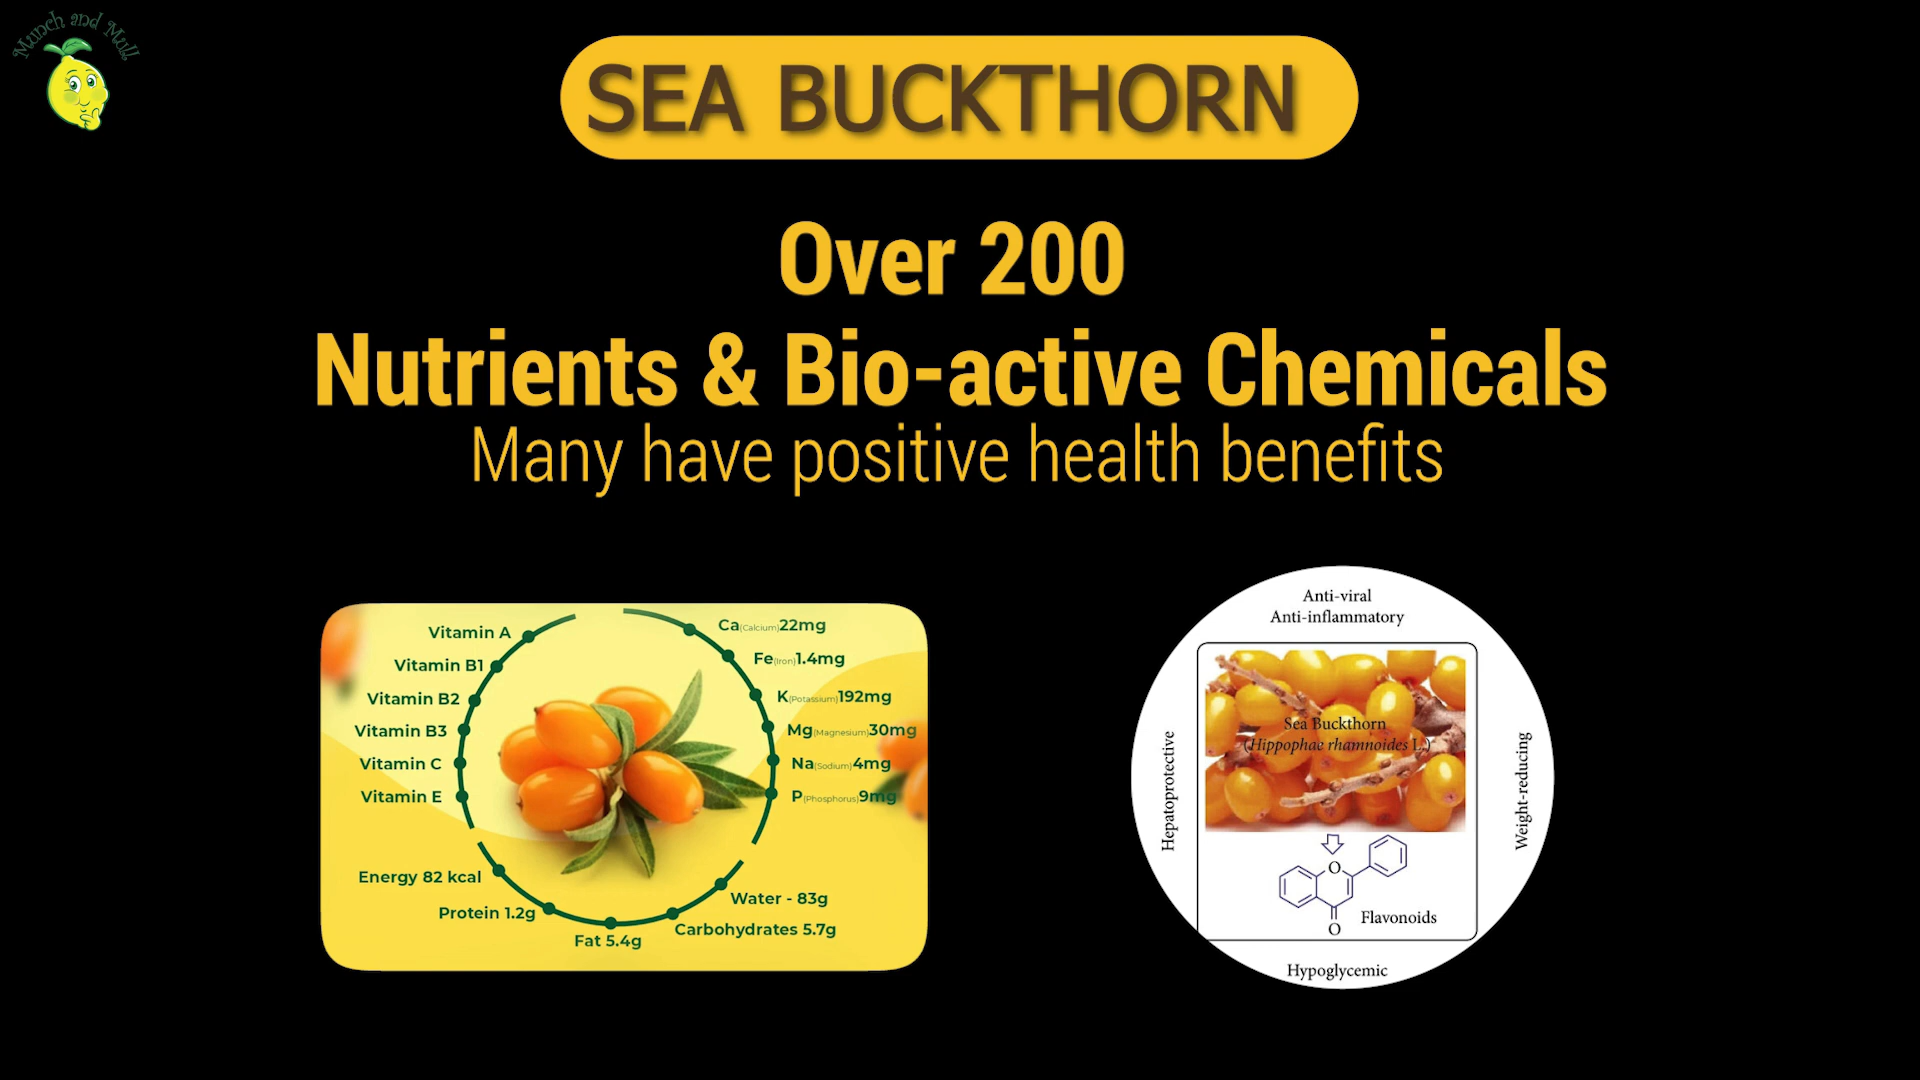 Munch and Mull
SEA BUCKTHORN
Over 200
Nutrients & Bio-active Chemicals
Many have positive health benefits
Vitamin A
Vitamin B1
Vitamin B2
Vitamin B3
Vitamin C
Vitamin E
Energy 82 kcal
Protein 1.2g
Fat 5.4g
Carbohydrates 5.7g
Water - 83g
Ca(Calcium)22mg
Fe(Iron)1.4mg
K(Potassium)192mg
Mg(Magnesium)30mg
Na(Sodium)4mg
P(Phosphorus)9mg
Anti-viral
Anti-inflammatory
Hepatoprotective
Sea Buckthorn
(Hippophae rhamnoides L.)
O
O
Flavonoids
Weight-reducing
Hypoglycemic